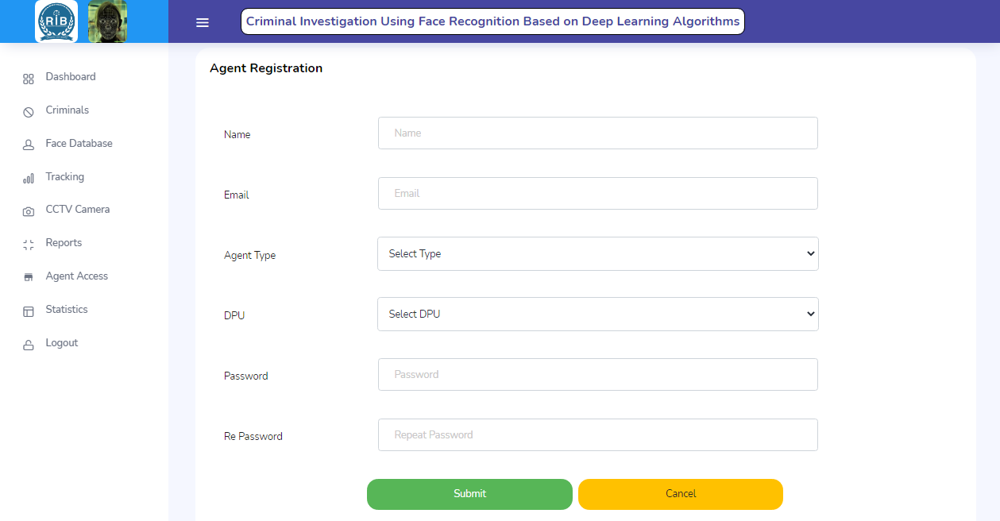 RIB
Criminal Investigation Using Face Recognition Based on Deep Learning Algorithms
Dashboard
Criminals
Face Database
Tracking
CCTV Camera
Reports
Agent Access
Statistics
Logout
Agent Registration
Name
Name
Email
Email
Agent Type
Select Type
DPU
Select DPU
Password
Password
Re Password
Repeat Password
Submit
Cancel